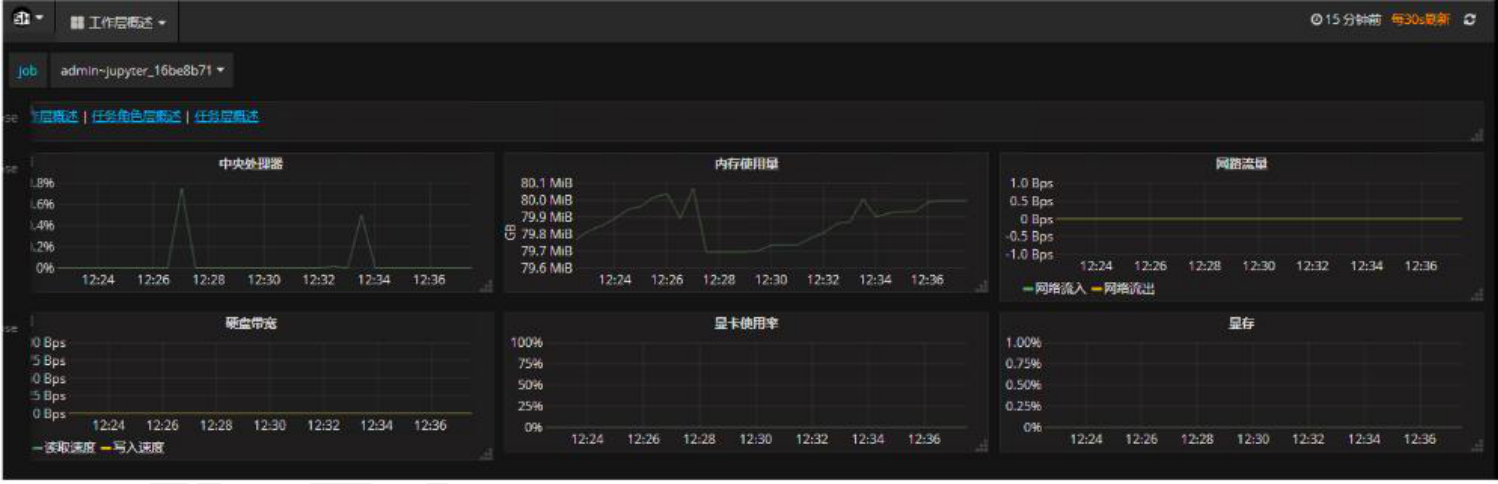 工作层概述
15 分钟前 每30s刷新
job admin~jupyter_16be8b71
作层概述 | 任务角色层概述 | 任务层概述
中央处理器
.8%
.6%
.4%
.2%
0%
12:24 12:26 12:28 12:30 12:32 12:34 12:36
内存使用量
GB
80.1 MiB
80.0 MiB
79.9 MiB
79.8 MiB
79.7 MiB
79.6 MiB
12:24 12:26 12:28 12:30 12:32 12:34 12:36
网路流量
1.0 Bps
0.5 Bps
0 Bps
-0.5 Bps
-1.0 Bps
12:24 12:26 12:28 12:30 12:32 12:34 12:36
网络流入 网络流出
硬盘带宽
0 Bps
5 Bps
0 Bps
5 Bps
0 Bps
12:24 12:26 12:28 12:30 12:32 12:34 12:36
读取速度 写入速度
显卡使用率
100%
75%
50%
25%
0%
12:24 12:26 12:28 12:30 12:32 12:34 12:36
显存
1.00%
0.75%
0.50%
0.25%
0%
12:24 12:26 12:28 12:30 12:32 12:34 12:36